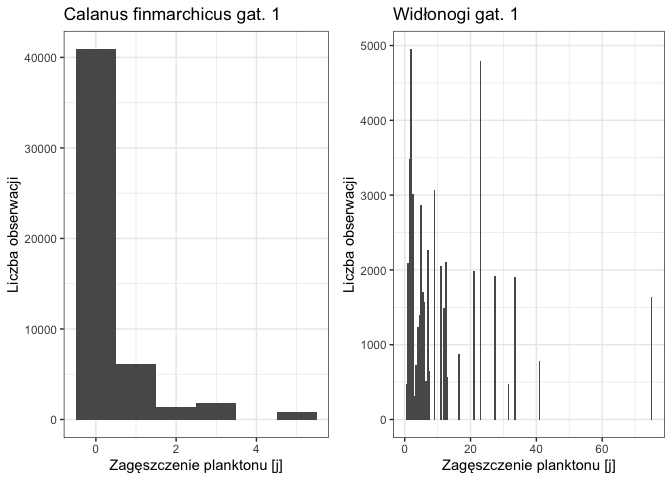 Calanus finmarchicus gat. 1
Liczba obserwacji
40000
30000
20000
10000
0
0 2 4
Zagęszczenie planktonu [j]
Widłonogi gat. 1
Liczba obserwacji
5000
4000
3000
2000
1000
0
0 20 40 60
Zagęszczenie planktonu [j]